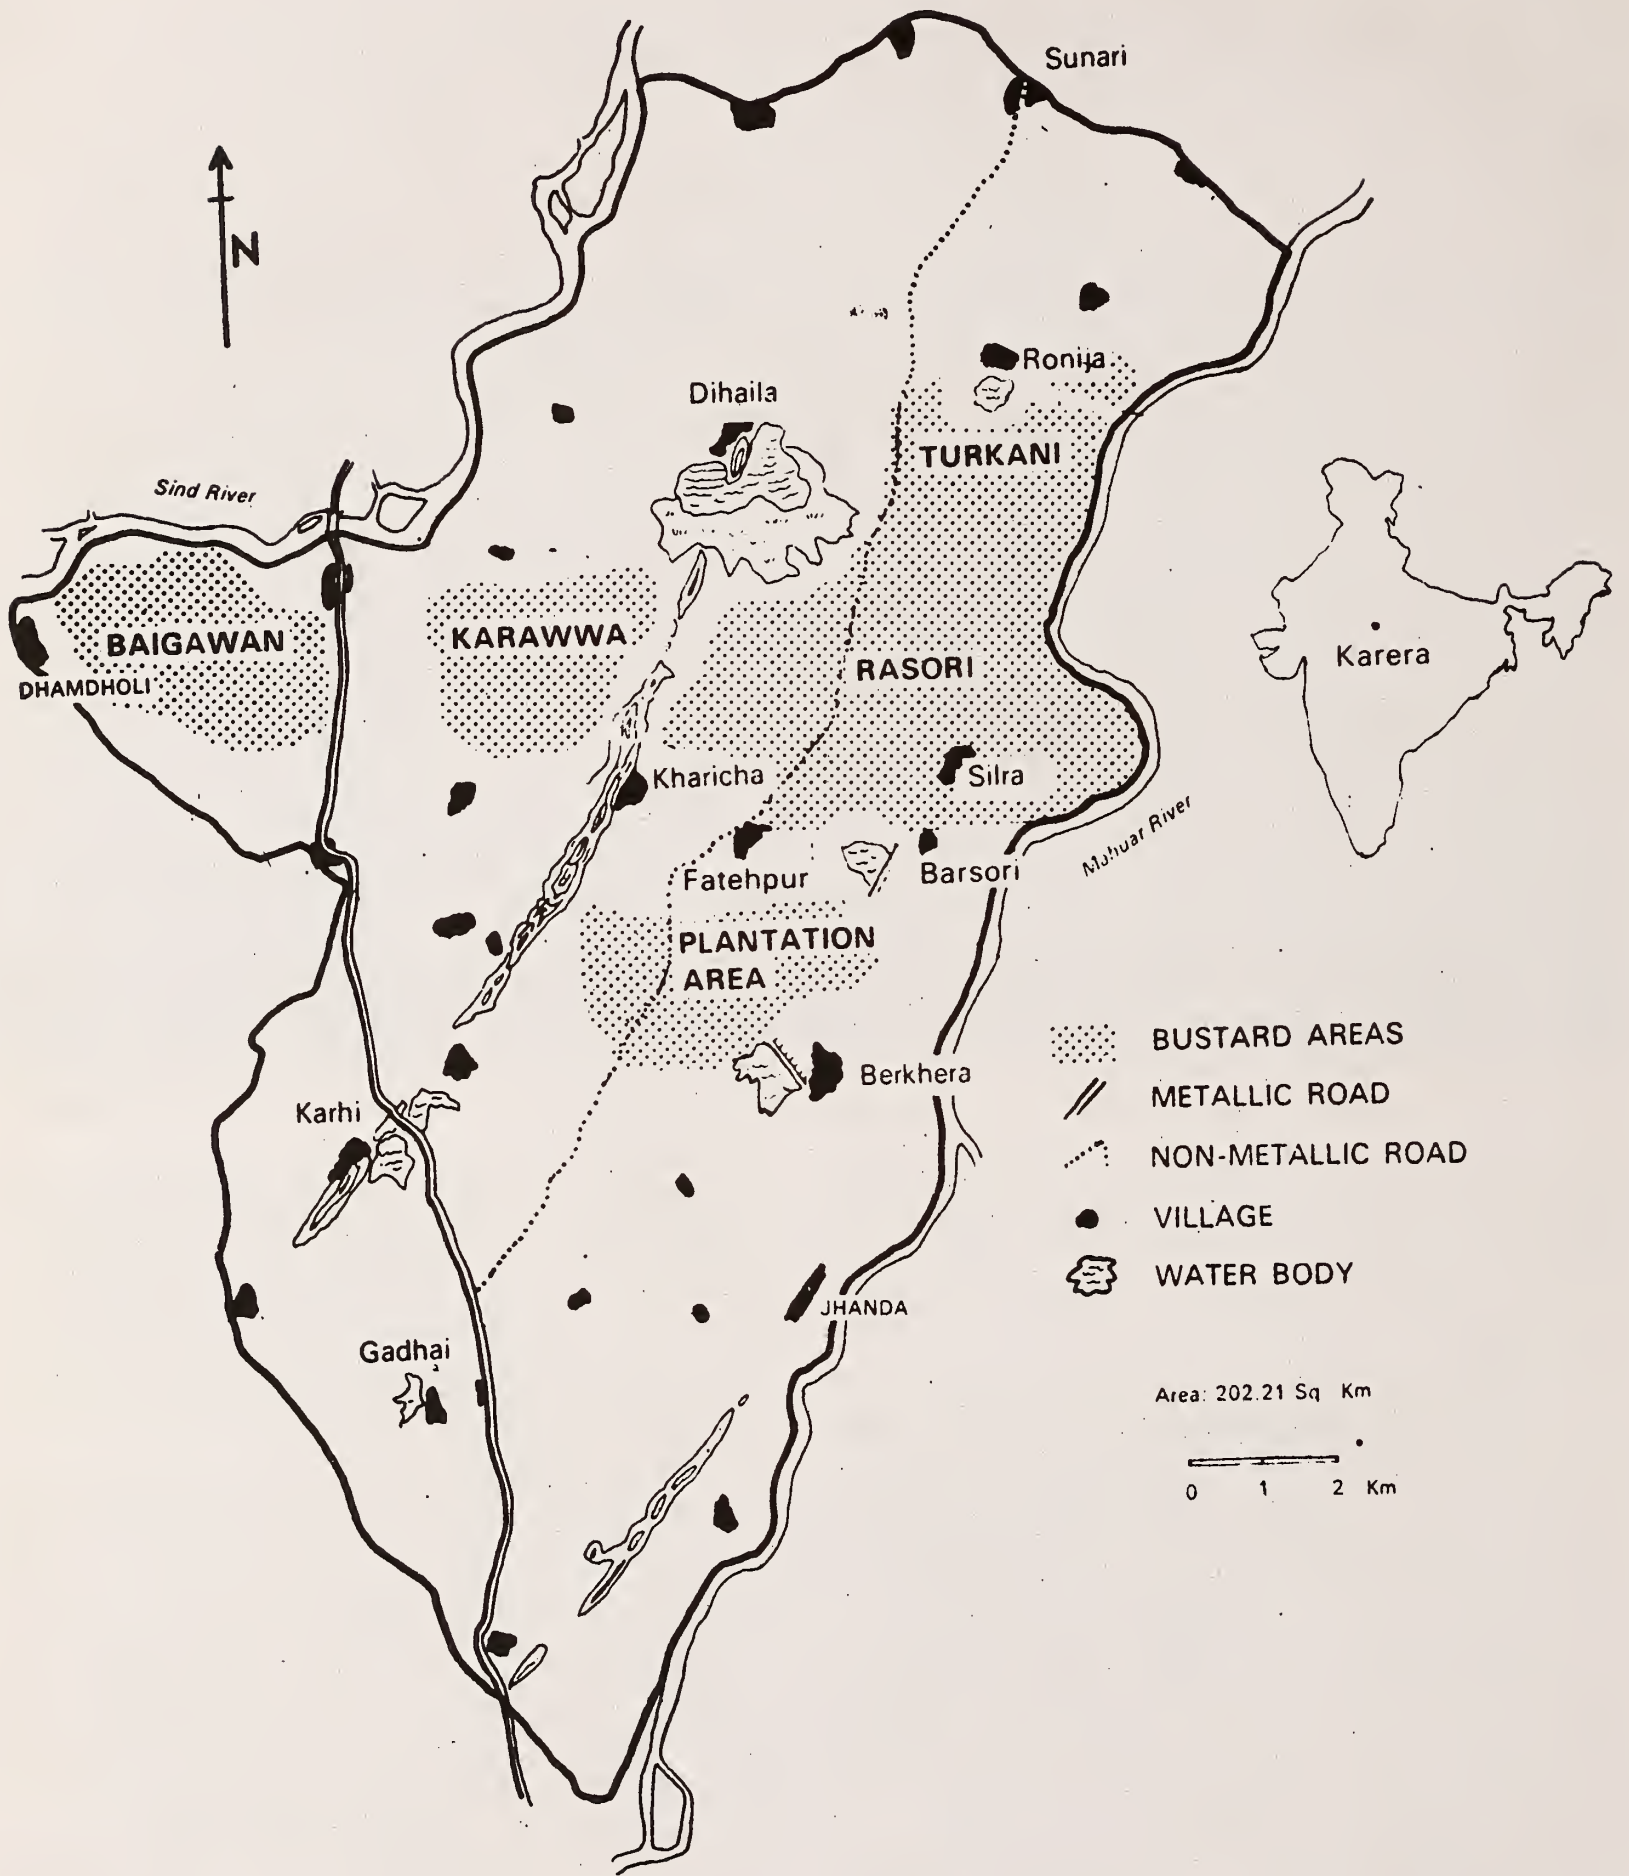 Sunari
N
Ronija
Dihaila
TURKANI
Sind River
BAIGAWAN
KARAWWA
RASORI
Karera
DHAMDHOLI
Kharicha
Silra
Mahuar River
Fatehpur
Barsori
PLANTATION
AREA
BUSTARD AREAS
Berkhera
METALLIC ROAD
Karhi
NON-METALLIC ROAD
VILLAGE
WATER BODY
JHANDA
Gadhai
Area: 202.21 Sq Km
0 1 2 Km